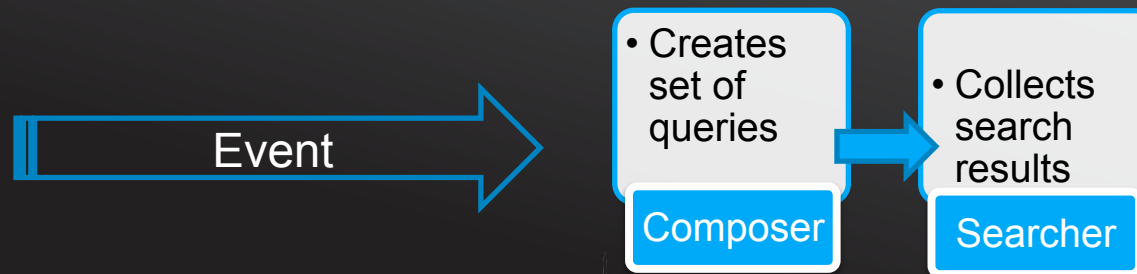 Event
• Creates
set of
queries
Composer
• Collects
search
results
Searcher